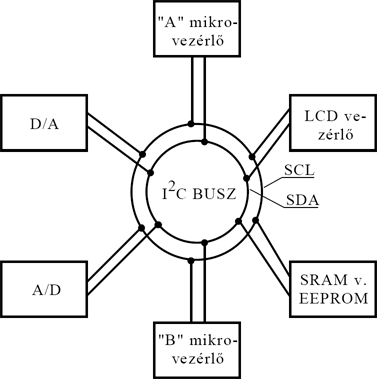 "A" mikro-
vezérlő
D/A
LCD ve-
zérlő
I²C BUSZ
SCL
SDA
A/D
SRAM v.
EEPROM
"B" mikro-
vezérlő